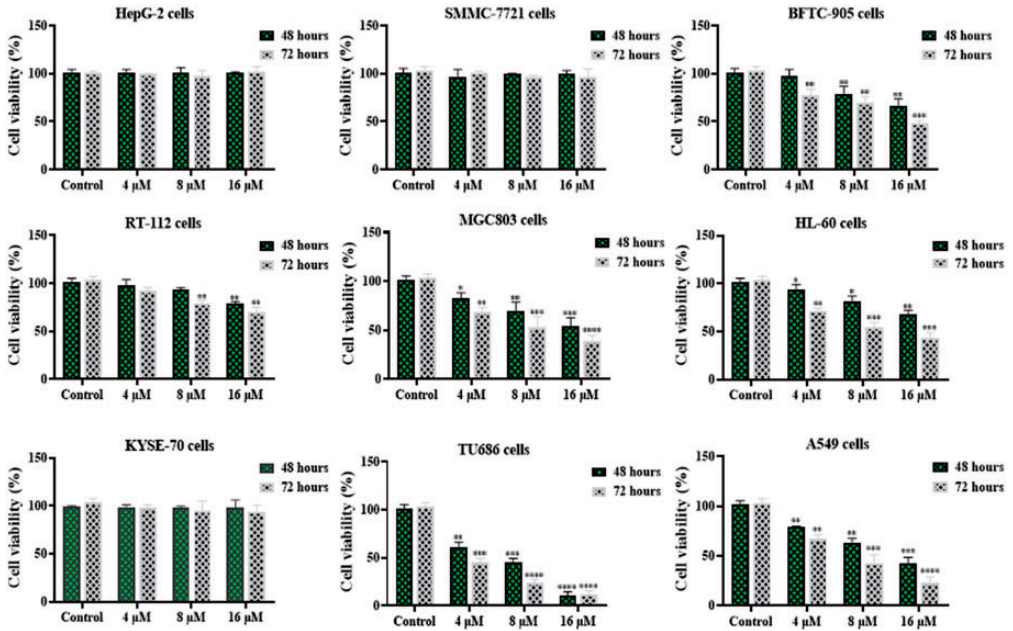 HepG-2 cells
150
100
50
0
Cell viability (%)
48 hours
72 hours
Control 4 μM 8 μM 16 μM
SMMC-7721 cells
150
100
50
0
Cell viability (%)
48 hours
72 hours
Control 4 μM 8 μM 16 μM
BFTC-905 cells
150
100
50
0
Cell viability (%)
48 hours
72 hours
** ** ** ** ***
Control 4 μM 8 μM 16 μM
RT-112 cells
150
100
50
0
Cell viability (%)
48 hours
72 hours
** ** **
Control 4 μM 8 μM 16 μM
MGC803 cells
150
100
50
0
Cell viability (%)
48 hours
72 hours
* ** ** *** *** ****
Control 4 μM 8 μM 16 μM
HL-60 cells
150
100
50
0
Cell viability (%)
48 hours
72 hours
* ** * *** ** ***
Control 4 μM 8 μM 16 μM
KYSE-70 cells
150
100
50
0
Cell viability (%)
48 hours
72 hours
Control 4 μM 8 μM 16 μM
TU686 cells
150
100
50
0
Cell viability (%)
48 hours
72 hours
** *** *** **** **** ****
Control 4 μM 8 μM 16 μM
A549 cells
150
100
50
0
Cell viability (%)
48 hours
72 hours
** ** ** *** *** ****
Control 4 μM 8 μM 16 μM